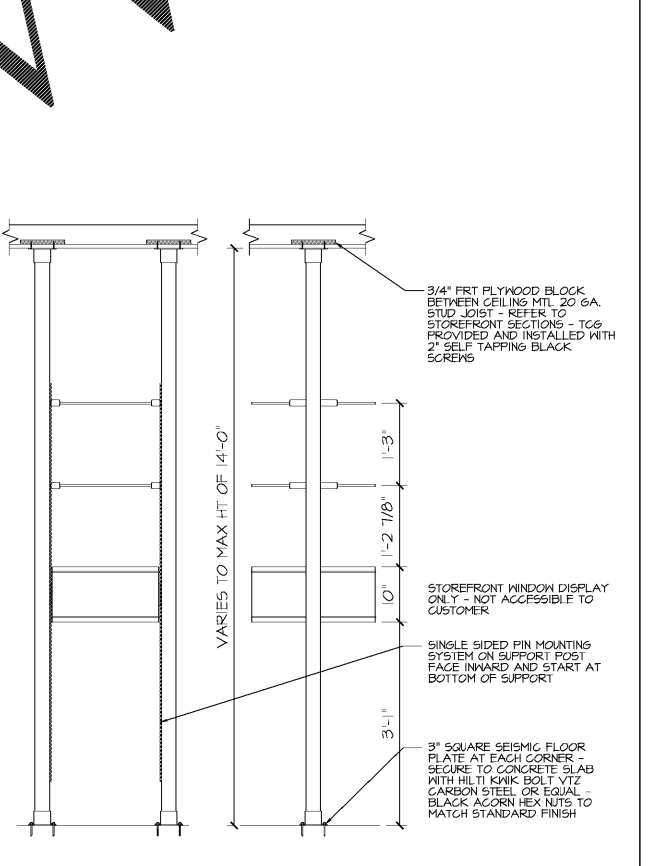 3/4" FRT PLYWOOD BLOCK
BETWEEN CEILING MTL 20 GA.
STUD JOIST - REFER TO
STOREFRONT SECTIONS - TCG
PROVIDED AND INSTALLED WITH
2" SELF TAPPING BLACK
SCREWS
VARIES TO MAX HT OF 14'-0"
1'-3"
1'-2 7/8"
10"
3'-1"
STOREFRONT WINDOW DISPLAY
ONLY - NOT ACCESSIBLE TO
CUSTOMER
SINGLE SIDED PIN MOUNTING
SYSTEM ON SUPPORT POST
FACE INWARD AND START AT
BOTTOM OF SUPPORT
3" SQUARE SEISMIC FLOOR
PLATE AT EACH CORNER -
SECURE TO CONCRETE SLAB
WITH HILTI KWIK BOLT VTZ
CARBON STEEL OR EQUAL -
BLACK ACORN HEX NUTS TO
MATCH STANDARD FINISH